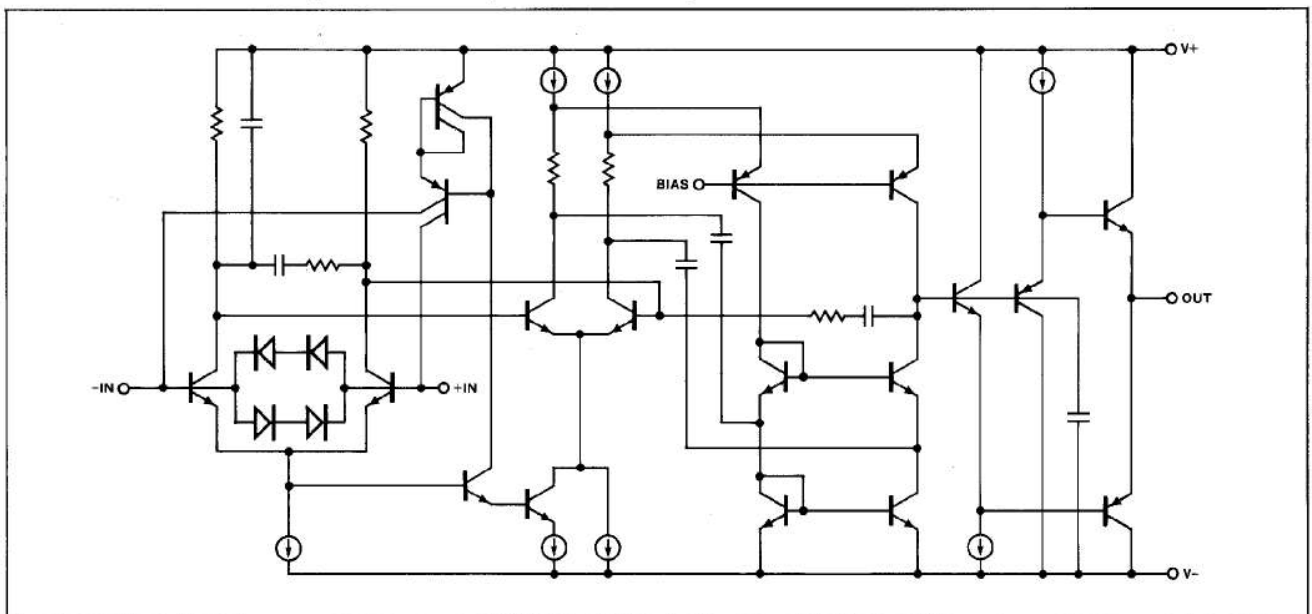 V+
BIAS
OUT
-IN
+IN
V-